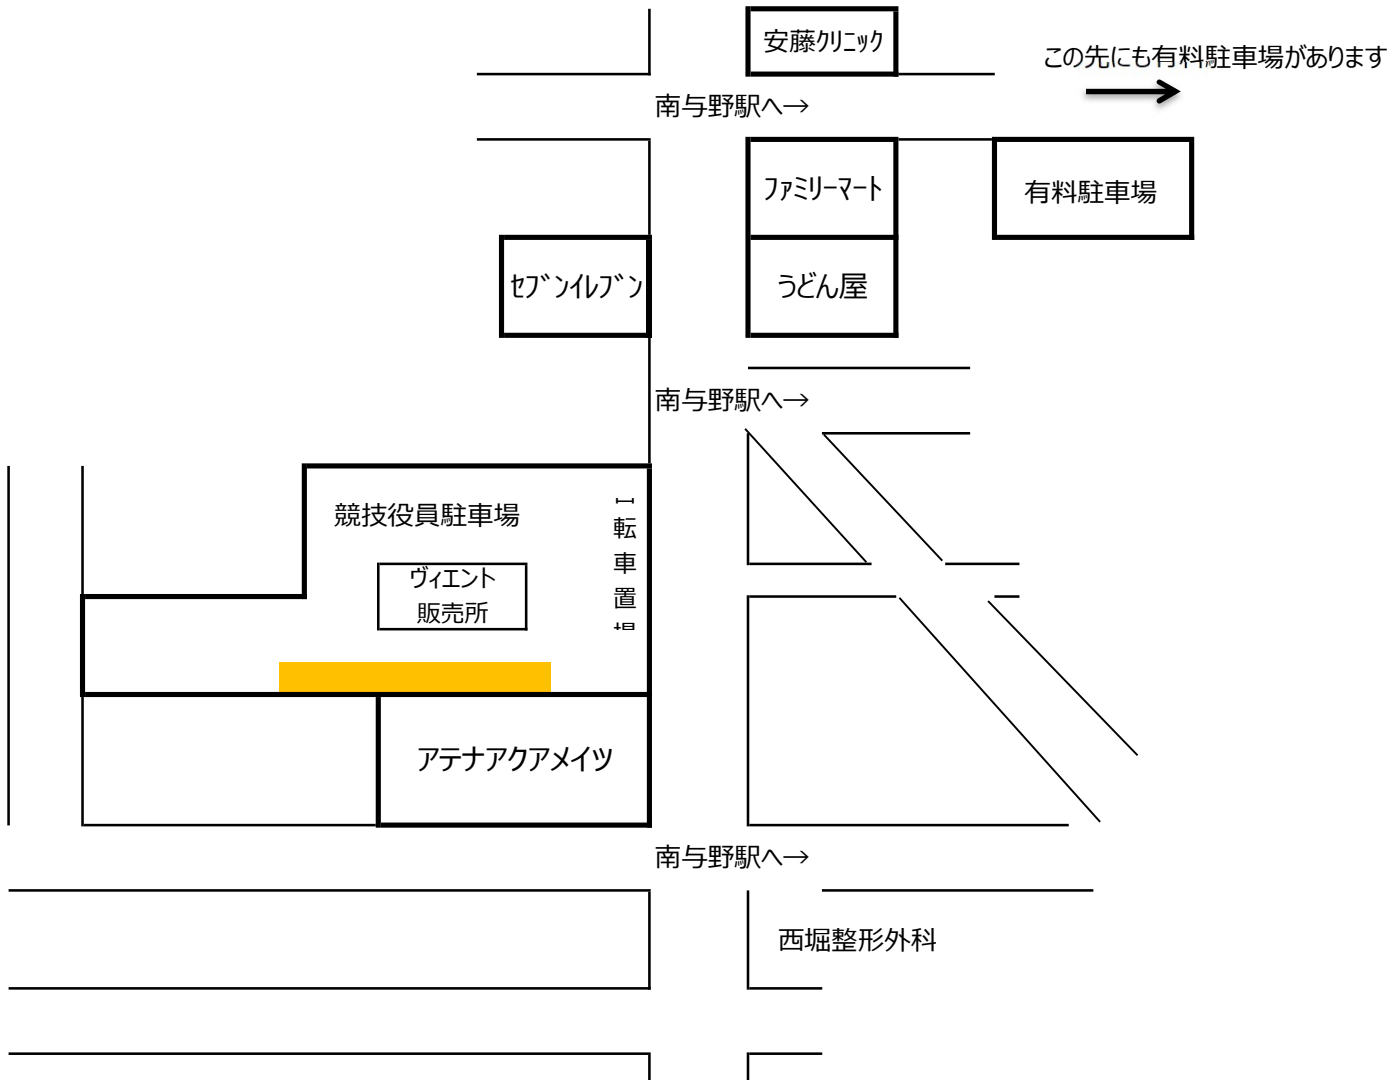 安藤ｸﾘﾆｯｸ
この先にも有料駐車場があります
南与野駅へ→
ﾌｧﾐﾘｰﾏｰﾄ
有料駐車場
ｾﾌﾞﾝｲﾚﾌﾞﾝ
うどん屋
南与野駅へ→
競技役員駐車場
転車置
ヴィエント
販売所
アテナアクアメイツ
南与野駅へ→
西堀整形外科